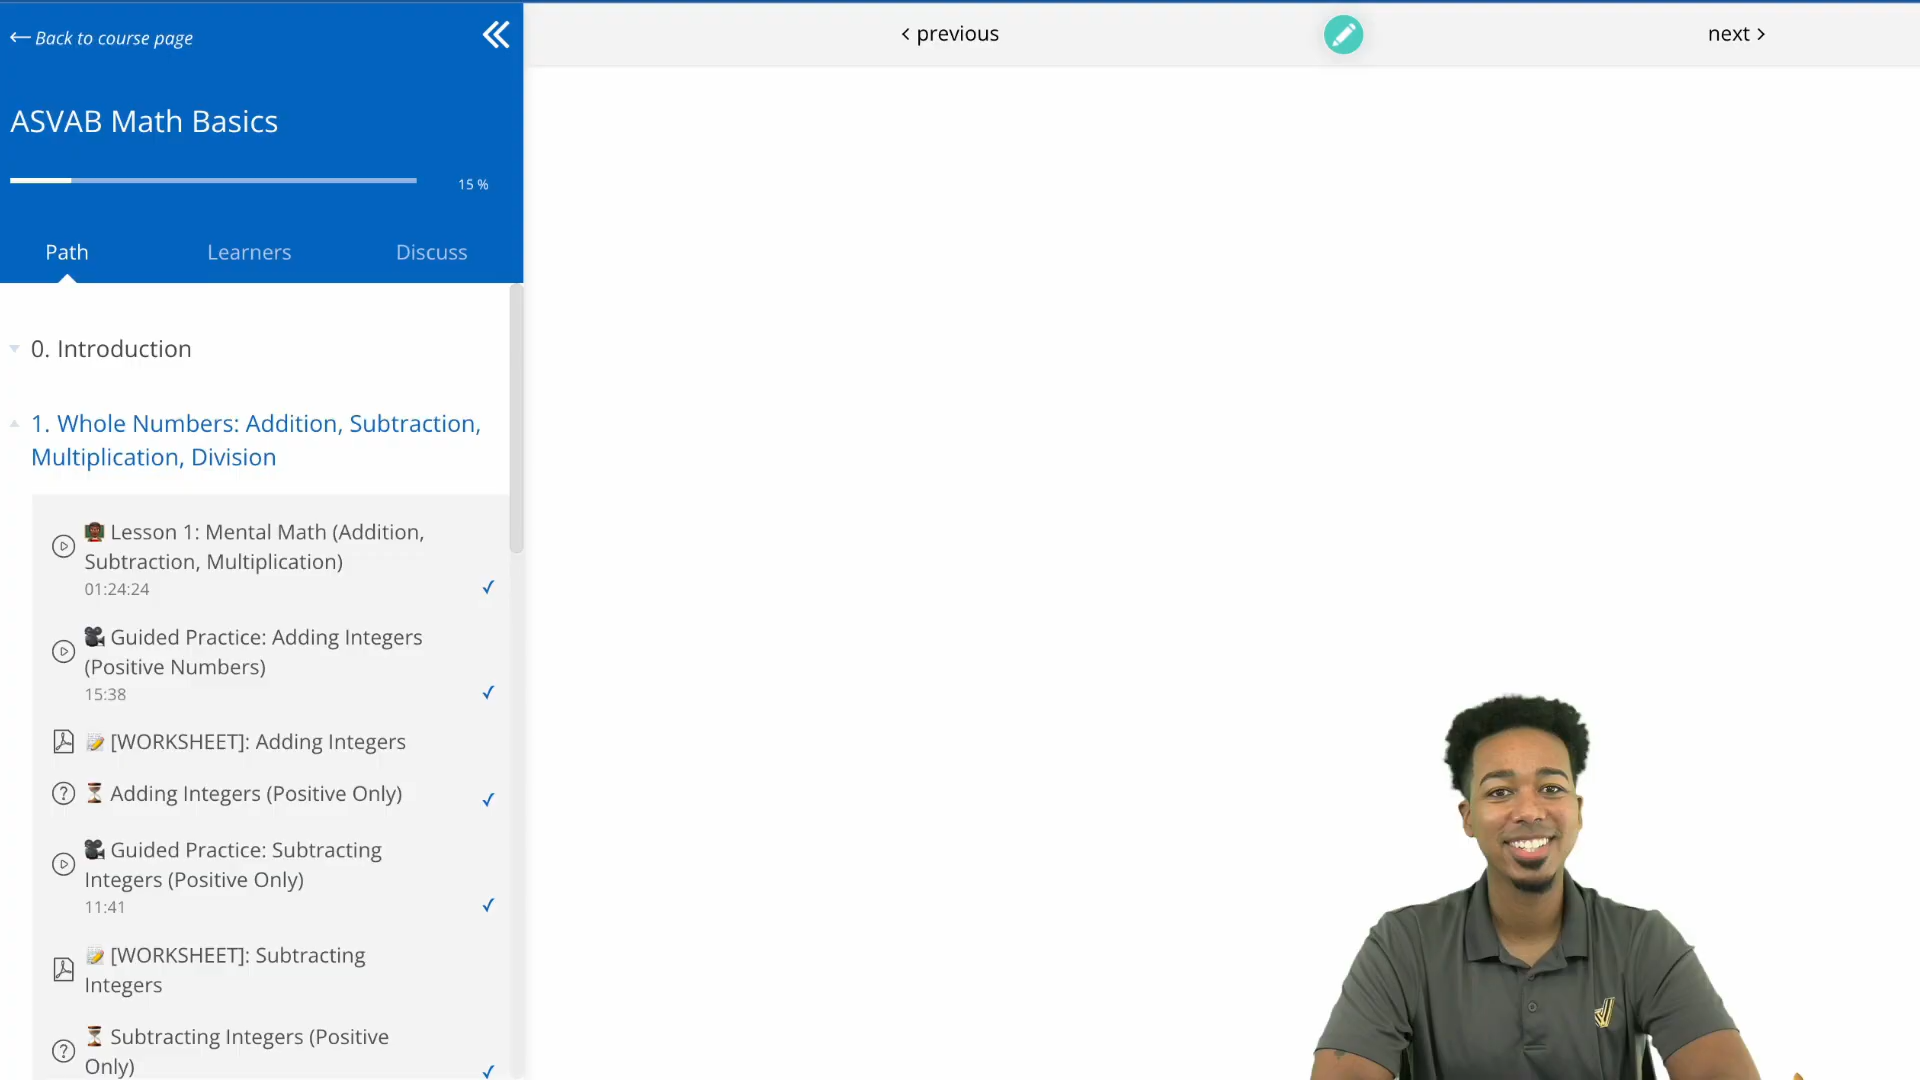 Back to course page
‹ previous
next ›
ASVAB Math Basics
15 %
Path
Learners
Discuss
0. Introduction
1. Whole Numbers: Addition, Subtraction,
Multiplication, Division
Lesson 1: Mental Math (Addition,
Subtraction, Multiplication)
01:24:24
Guided Practice: Adding Integers
(Positive Numbers)
15:38
[WORKSHEET]: Adding Integers
Adding Integers (Positive Only)
Guided Practice: Subtracting
Integers (Positive Only)
11:41
[WORKSHEET]: Subtracting
Integers
Subtracting Integers (Positive
Only)